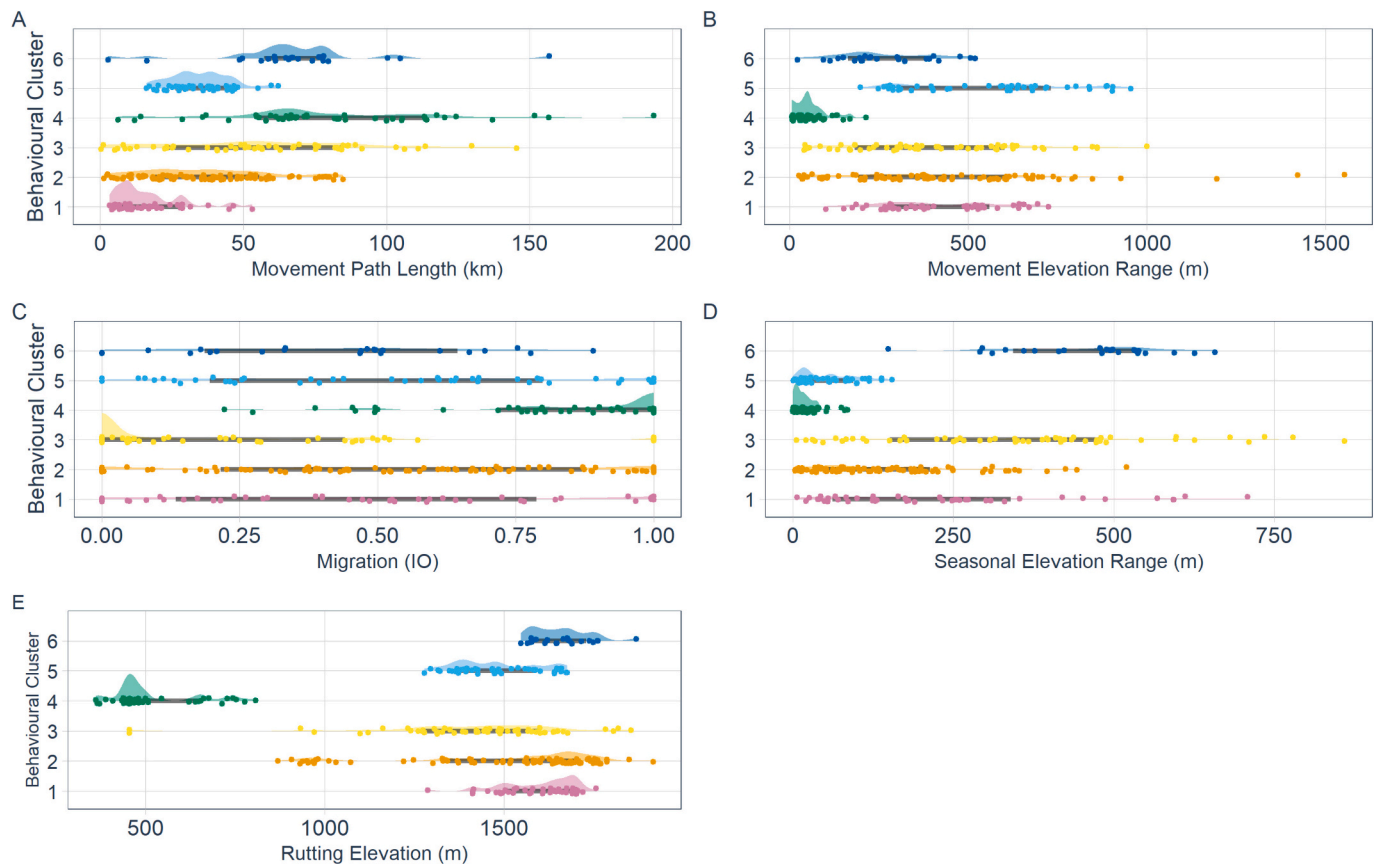 A
Behavioural Cluster
6
5
4
3
2
1
0 50 100 150 200
Movement Path Length (km)
B
6
5
4
3
2
1
0 500 1000 1500
Movement Elevation Range (m)
C
Behavioural Cluster
6
5
4
3
2
1
0.00 0.25 0.50 0.75 1.00
Migration (IO)
D
6
5
4
3
2
1
0 250 500 750
Seasonal Elevation Range (m)
E
Behavioural Cluster
6
5
4
3
2
1
500 1000 1500
Rutting Elevation (m)